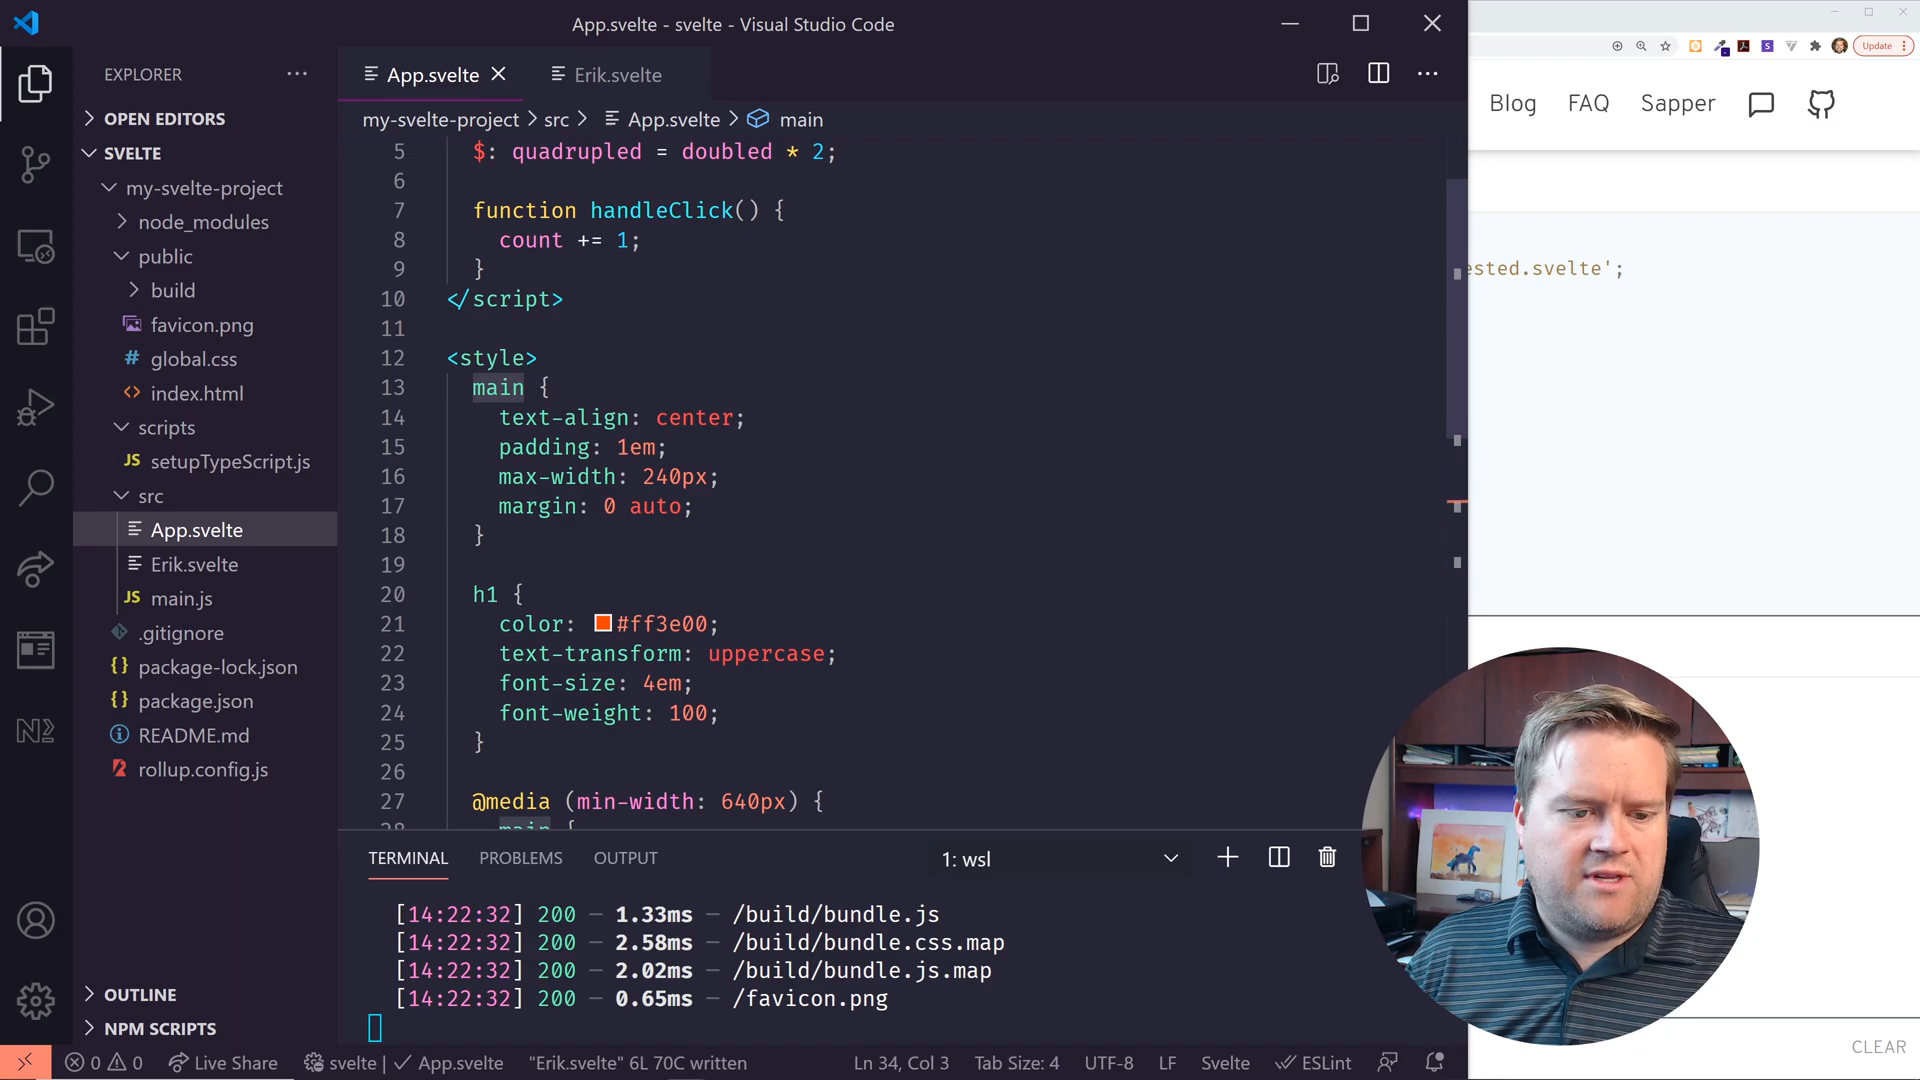 App.svelte - svelte - Visual Studio Code
Update
EXPLORER
App.svelte
Erik.svelte
Blog
FAQ
Sapper
my-svelte-project
src
App.svelte
main
OPEN EDITORS
SVELTE
my-svelte-project
node_modules
public
build
favicon.png
global.css
index.html
scripts
JS setupTypeScript.js
src
App.svelte
Erik.svelte
JS main.js
.gitignore
{} package-lock.json
{} package.json
README.md
rollup.config.js
OUTLINE
NPM SCRIPTS
5 $: quadrupled = doubled * 2;
6
7 function handleClick() {
8 count += 1;
9 }
10 </script>
11
12 <style>
13 main {
14 text-align: center;
15 padding: 1em;
16 max-width: 240px;
17 margin: 0 auto;
18 }
19
20 h1 {
21 color: #ff3e00;
22 text-transform: uppercase;
23 font-size: 4em;
24 font-weight: 100;
25 }
26
27 @media (min-width: 640px) {
28 main {
ested.svelte';
TERMINAL
PROBLEMS
OUTPUT
1: wsl
[14:22:32] 200 — 1.33ms — /build/bundle.js
[14:22:32] 200 — 2.58ms — /build/bundle.css.map
[14:22:32] 200 — 2.02ms — /build/bundle.js.map
[14:22:32] 200 — 0.65ms — /favicon.png
CLEAR
0 0 Live Share svelte | App.svelte "Erik.svelte" 6L 70C written Ln 34, Col 3 Tab Size: 4 UTF-8 LF Svelte ESLint